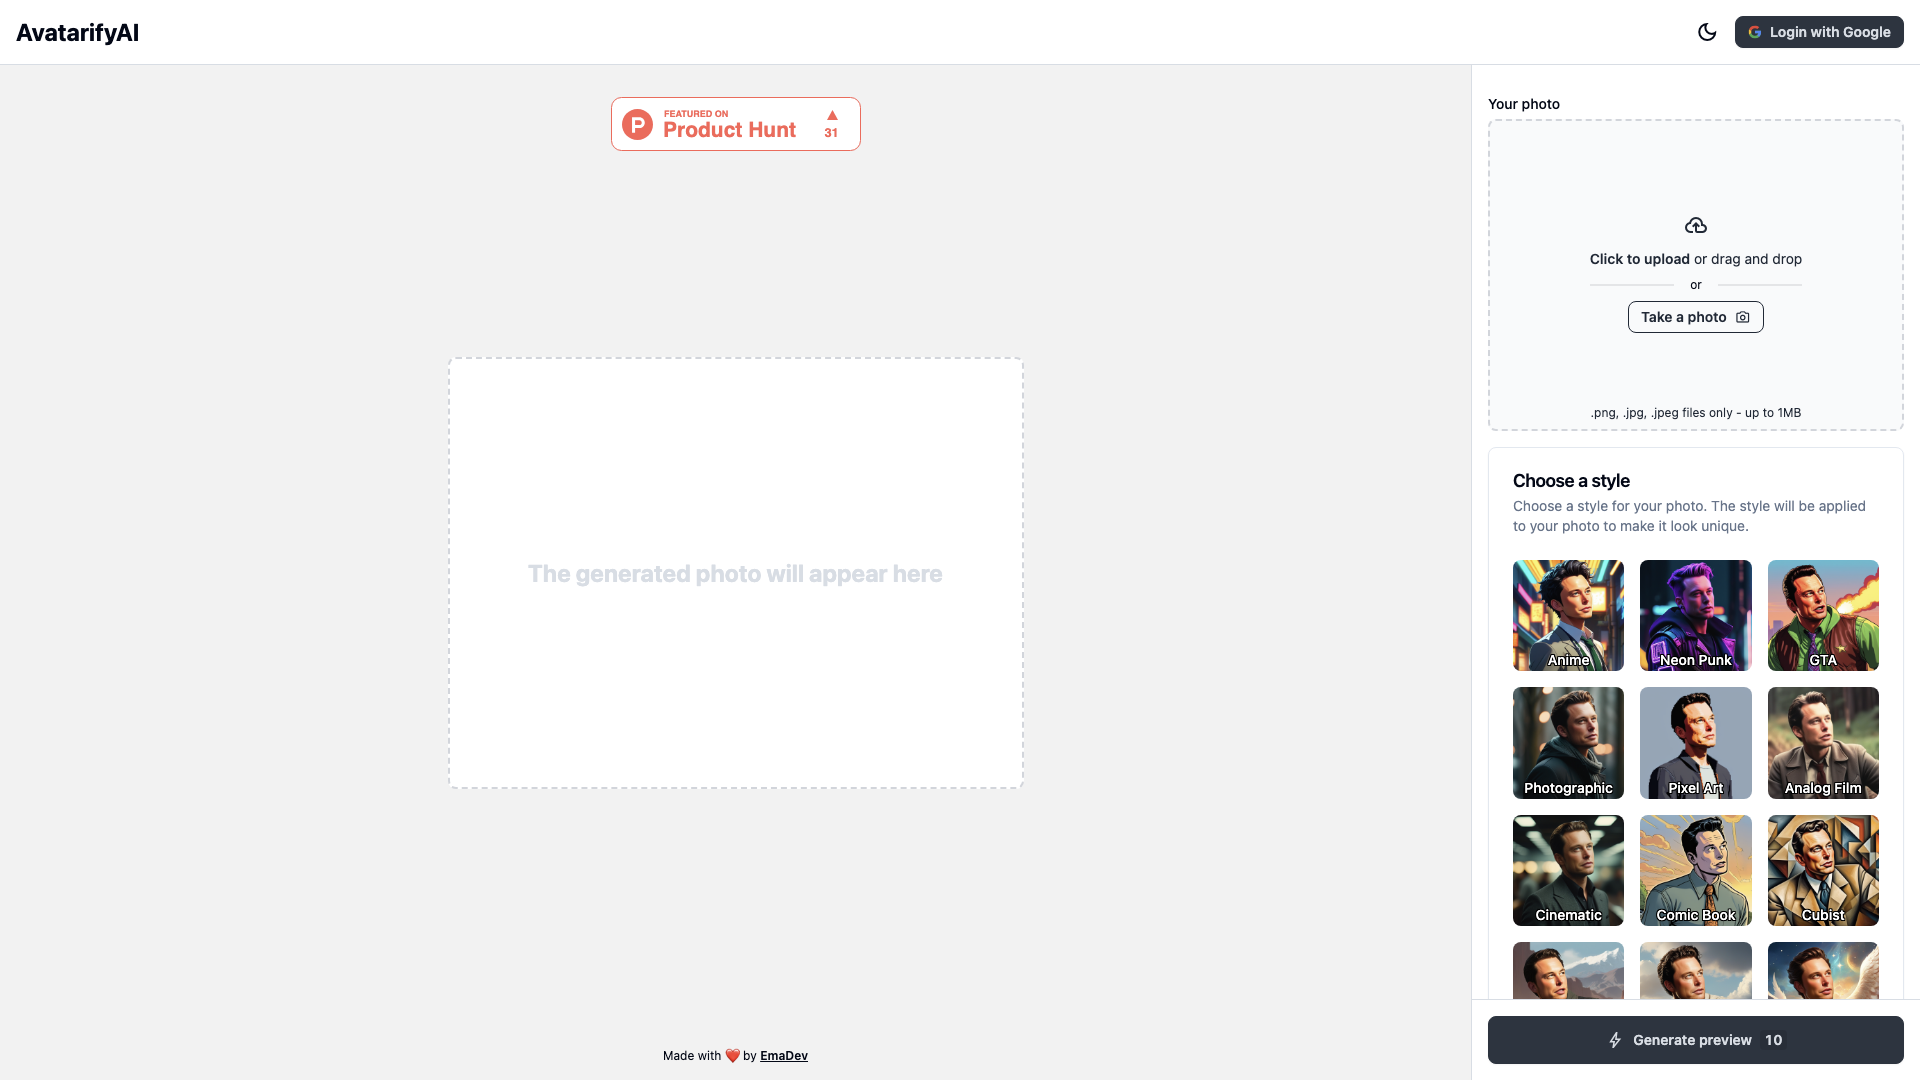 AvatarifyAI
Login with Google
FEATURED ON
Product Hunt
31
The generated photo will appear here
Made with ❤️ by EmaDev
Your photo
Click to upload or drag and drop
or
Take a photo
.png, .jpg, .jpeg files only - up to 1MB
Choose a style
Choose a style for your photo. The style will be applied
to your photo to make it look unique.
Anime
Neon Punk
GTA
Photographic
Pixel Art
Analog Film
Cinematic
Comic Book
Cubist
Generate preview 10